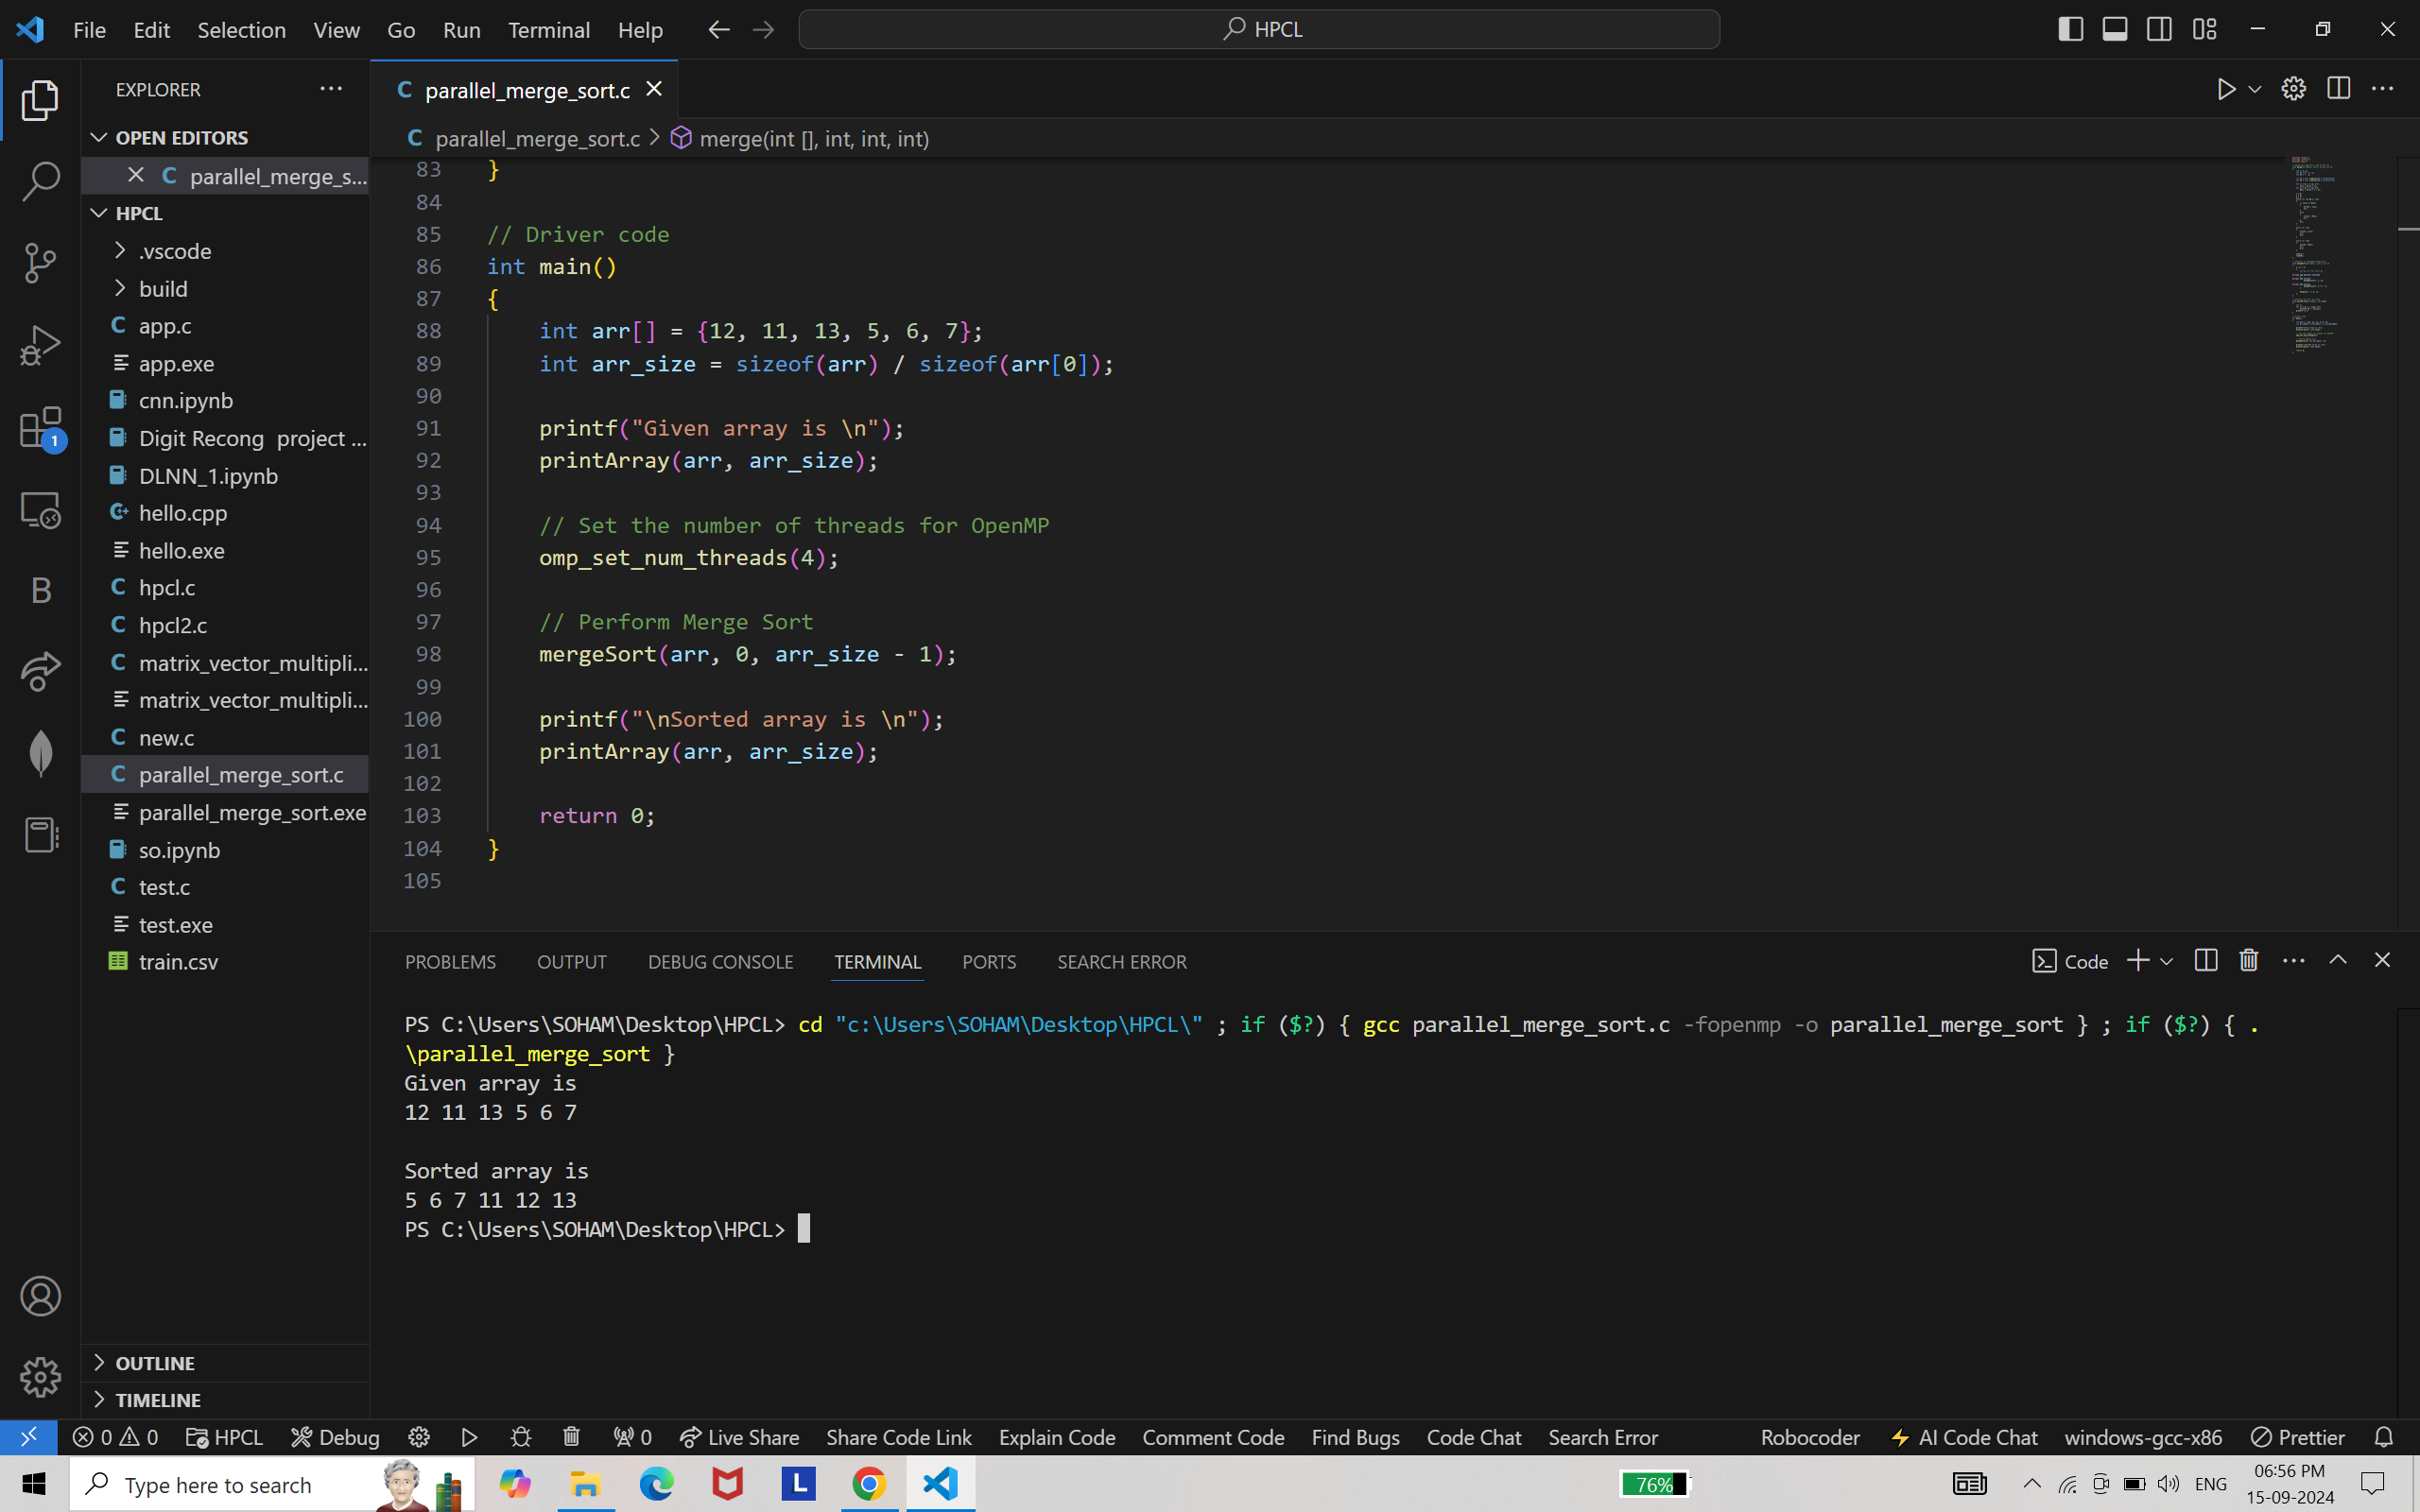 File Edit Selection View Go Run Terminal Help
HPCL
EXPLORER
OPEN EDITORS
parallel_merge_s...
HPCL
.vscode
build
app.c
app.exe
cnn.ipynb
Digit Recong project ...
DLNN_1.ipynb
hello.cpp
hello.exe
hpcl.c
hpcl2.c
matrix_vector_multipli...
matrix_vector_multipli...
new.c
parallel_merge_sort.c
parallel_merge_sort.exe
so.ipynb
test.c
test.exe
train.csv
OUTLINE
TIMELINE
1
B
parallel_merge_sort.c
parallel_merge_sort.c > merge(int [], int, int, int)
83 }
84
85 // Driver code
86 int main()
87 {
88 int arr[] = {12, 11, 13, 5, 6, 7};
89 int arr_size = sizeof(arr) / sizeof(arr[0]);
90
91 printf("Given array is \n");
92 printArray(arr, arr_size);
93
94 // Set the number of threads for OpenMP
95 omp_set_num_threads(4);
96
97 // Perform Merge Sort
98 mergeSort(arr, 0, arr_size - 1);
99
100 printf("\nSorted array is \n");
101 printArray(arr, arr_size);
102
103 return 0;
104 }
105
PROBLEMS OUTPUT DEBUG CONSOLE TERMINAL PORTS SEARCH ERROR
Code
PS C:\Users\SOHAM\Desktop\HPCL> cd "c:\Users\SOHAM\Desktop\HPCL\" ; if ($?) { gcc parallel_merge_sort.c -fopenmp -o parallel_merge_sort } ; if ($?) { .
\parallel_merge_sort }
Given array is
12 11 13 5 6 7
Sorted array is
5 6 7 11 12 13
PS C:\Users\SOHAM\Desktop\HPCL>
0 0 HPCL Debug 0 Live Share Share Code Link Explain Code Comment Code Find Bugs Code Chat Search Error Robocoder AI Code Chat windows-gcc-x86 Prettier
Type here to search
L
76%
ENG
06:56 PM
15-09-2024